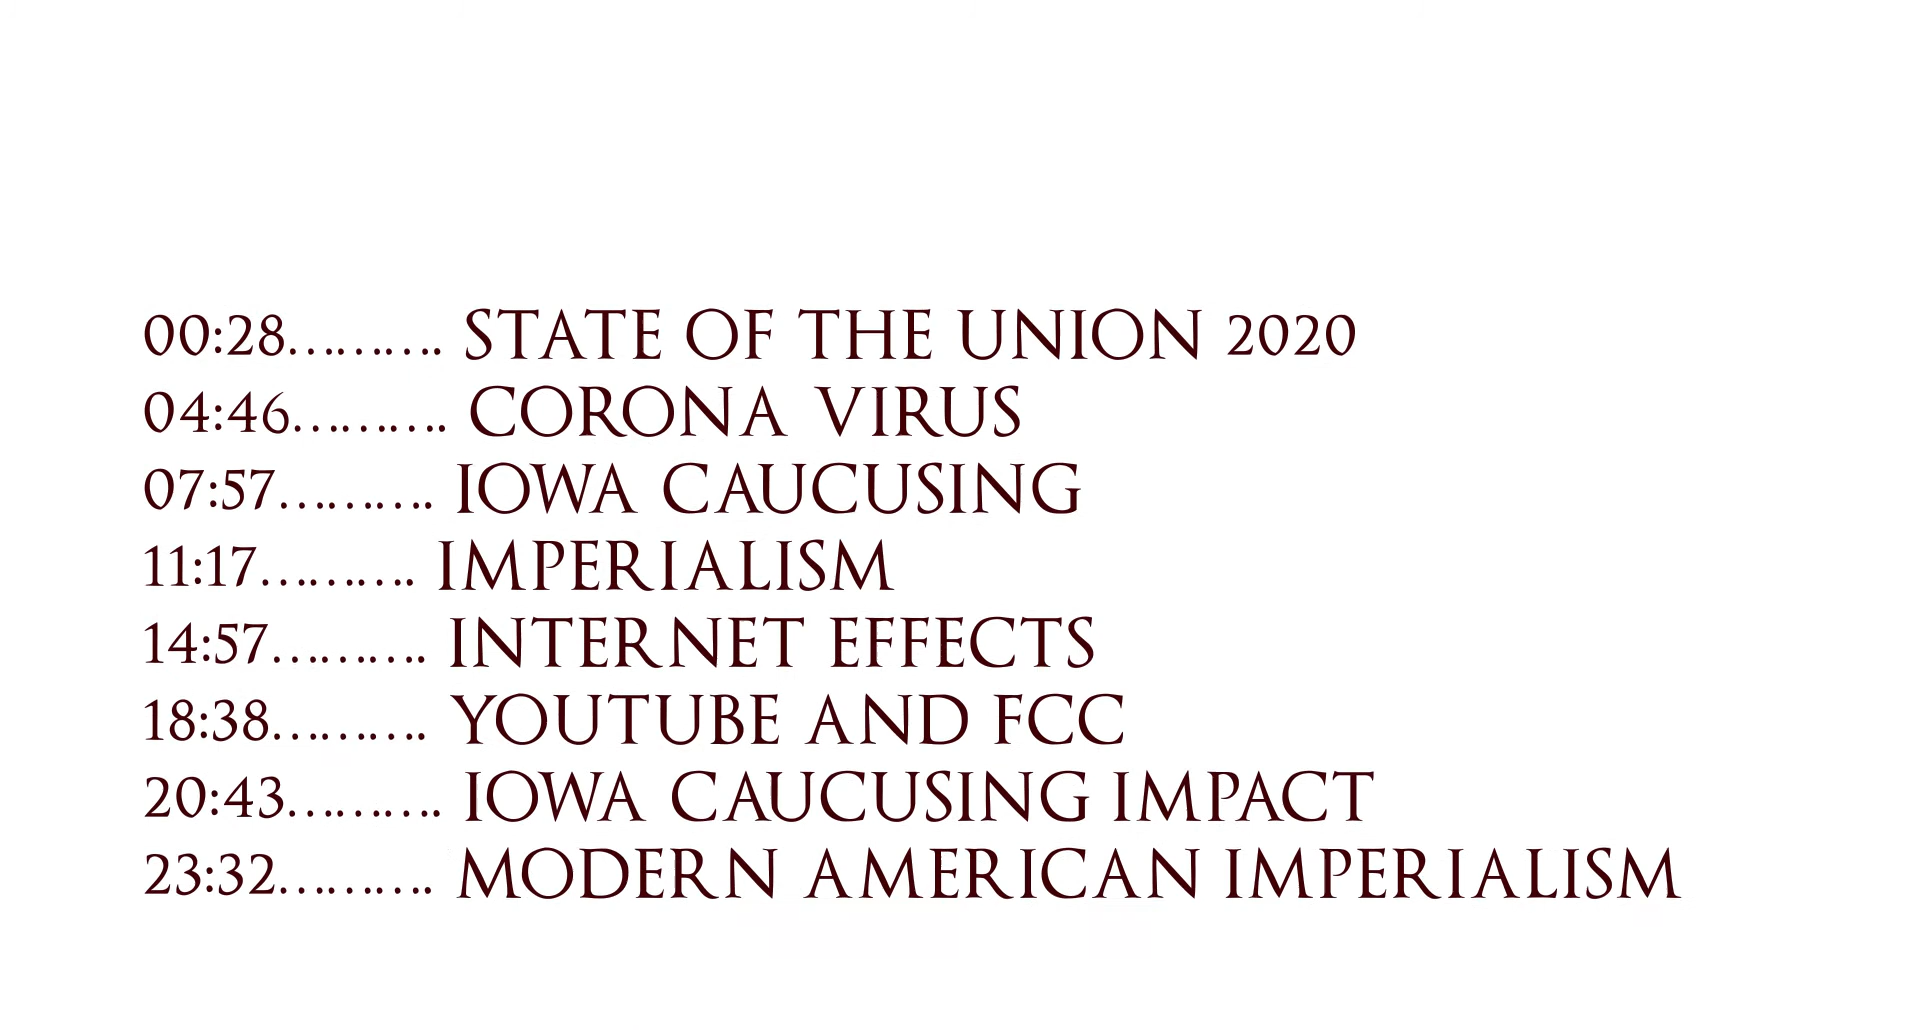 00:28………. STATE OF THE UNION 2020
04:46………. CORONA VIRUS
07:57………. IOWA CAUCUSING
11:17………. IMPERIALISM
14:57………. INTERNET EFFECTS
18:38………. YOUTUBE AND FCC
20:43………. IOWA CAUCUSING IMPACT
23:32………. MODERN AMERICAN IMPERIALISM